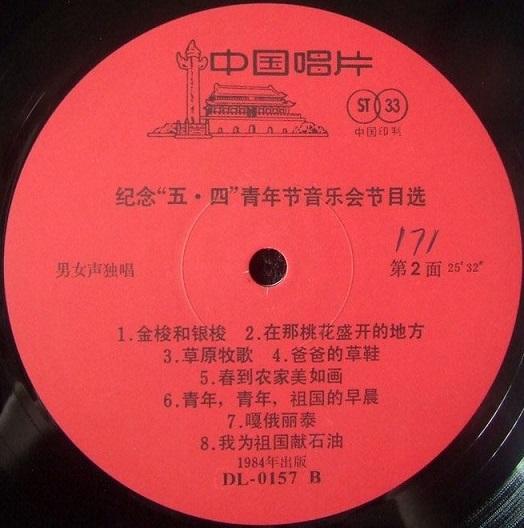 中国唱片
ST 33
中国印制
纪念“五·四”青年节音乐会节目选
171
男女声独唱
第2面 25′32″
1.金梭和银梭 2.在那桃花盛开的地方
3.草原牧歌 4.爸爸的草鞋
5.春到农家美如画
6.青年，青年，祖国的早晨
7.嘎俄丽泰
8.我为祖国献石油
1984年出版
DL-0157 B